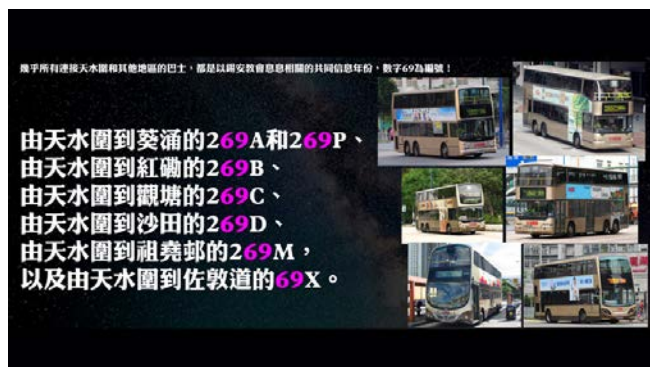 幾乎所有連接天水圍和其他地區的巴士，都是以錫安教會息息相關的共同信息年份，數字69為編號！
由天水圍到葵涌的269A和269P、
由天水圍到紅磡的269B、
由天水圍到觀塘的269C、
由天水圍到沙田的269D、
由天水圍到祖堯邨的269M，
以及由天水圍到佐敦道的69X。